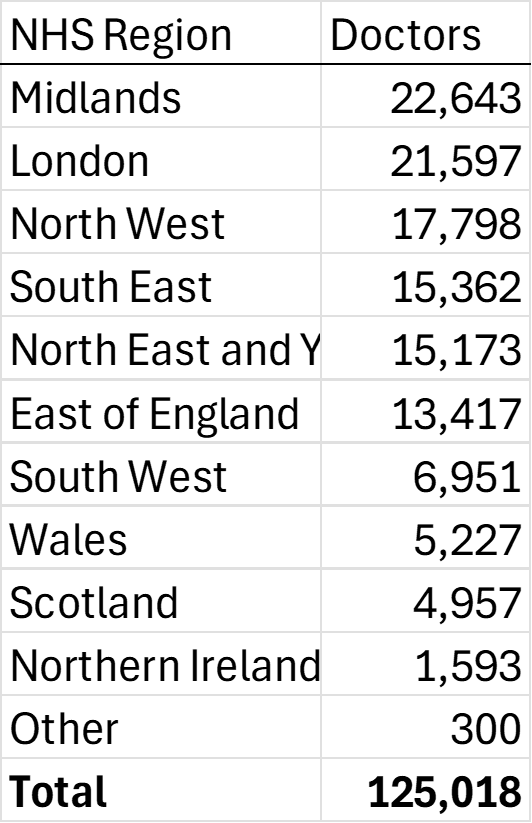 NHS Region Doctors
Midlands 22,643
London 21,597
North West 17,798
South East 15,362
North East and Y 15,173
East of England 13,417
South West 6,951
Wales 5,227
Scotland 4,957
Northern Ireland 1,593
Other 300
Total 125,018